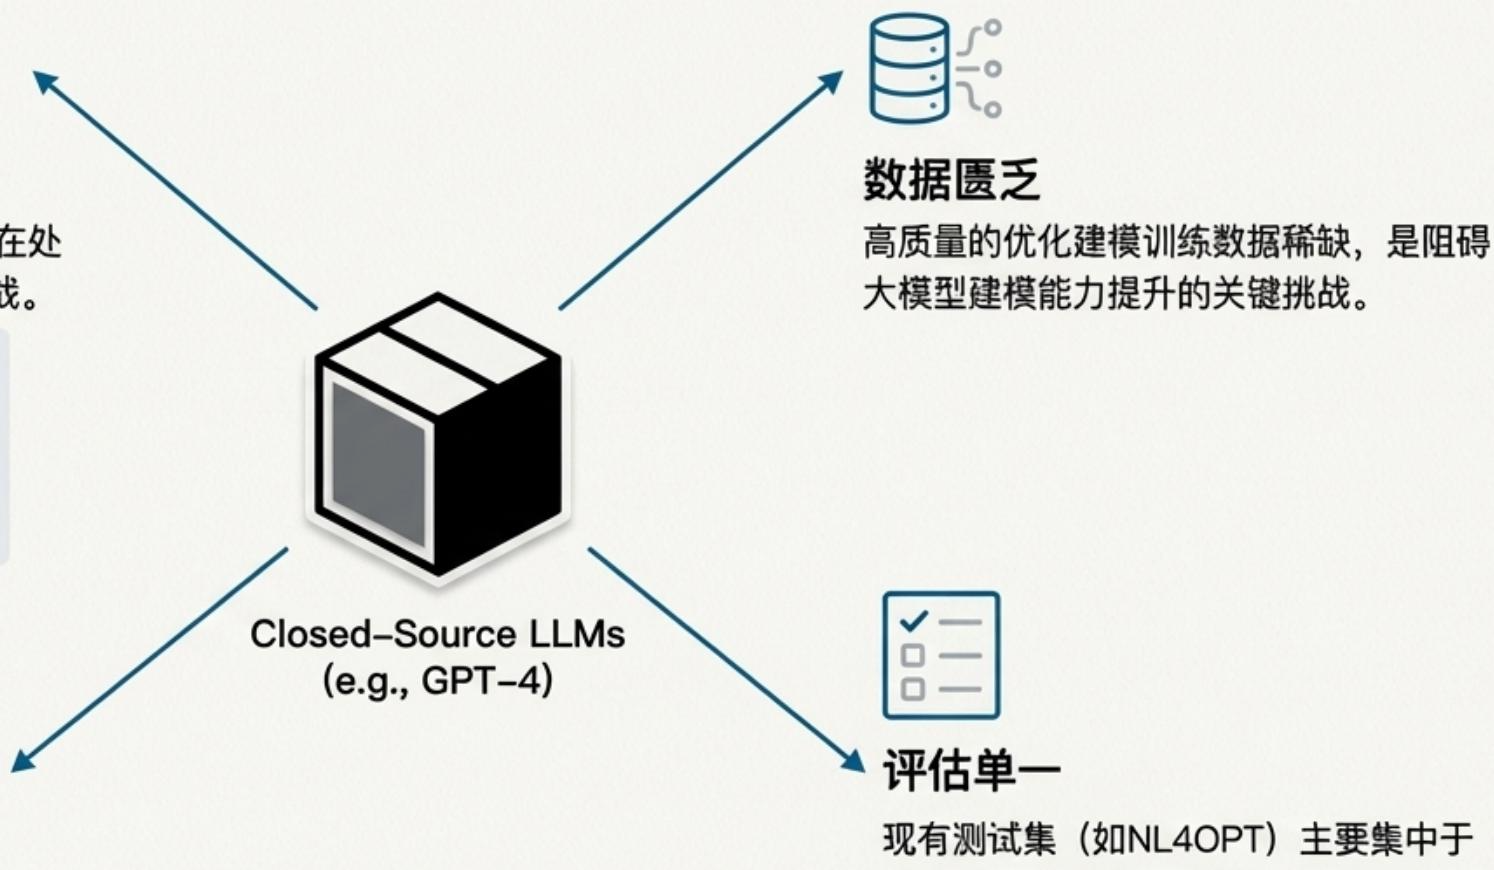 数据匮乏
高质量的优化建模训练数据稀缺，是阻碍
大模型建模能力提升的关键挑战。
在处
战。
Closed-Source LLMs
(e.g., GPT-4)
评估单一
现有测试集（如NL4OPT）主要集中于